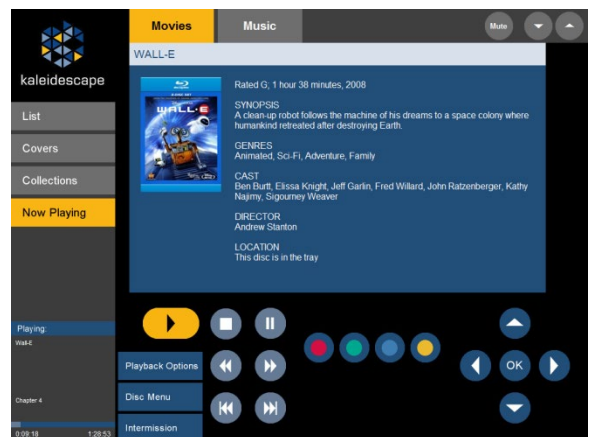 Movies
Music
Mute
kaleidescape
WALL-E
List
Covers
Collections
Now Playing
WALL·E
Rated G, 1 hour 38 minutes, 2008
SYNOPSIS
A clean-up robot follows the machine of his dreams to a space colony where
humankind retreated after destroying Earth.
GENRES
Animated, Sci-Fi, Adventure, Family
CAST
Ben Burtt, Elissa Knight, Jeff Garlin, Fred Willard, John Ratzenberger, Kathy
Najimy, Sigourney Weaver
DIRECTOR
Andrew Stanton
LOCATION
This disc is in the tray
Playing:
Wall-E
Chapter 4
0:09:18
1:28:53
Playback Options
Disc Menu
Intermission
OK